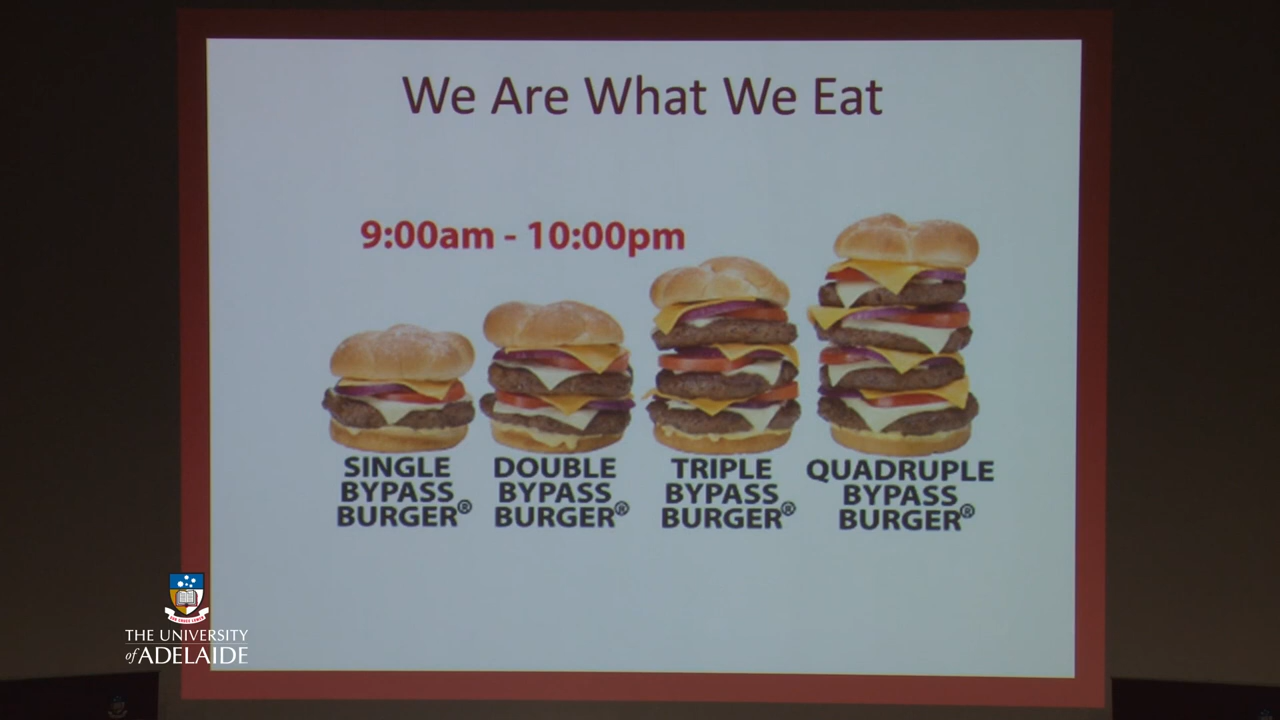 We Are What We Eat
9:00am - 10:00pm
SINGLE
BYPASS
BURGER®
DOUBLE
BYPASS
BURGER®
TRIPLE
BYPASS
BURGER®
QUADRUPLE
BYPASS
BURGER®
THE UNIVERSITY
of ADELAIDE